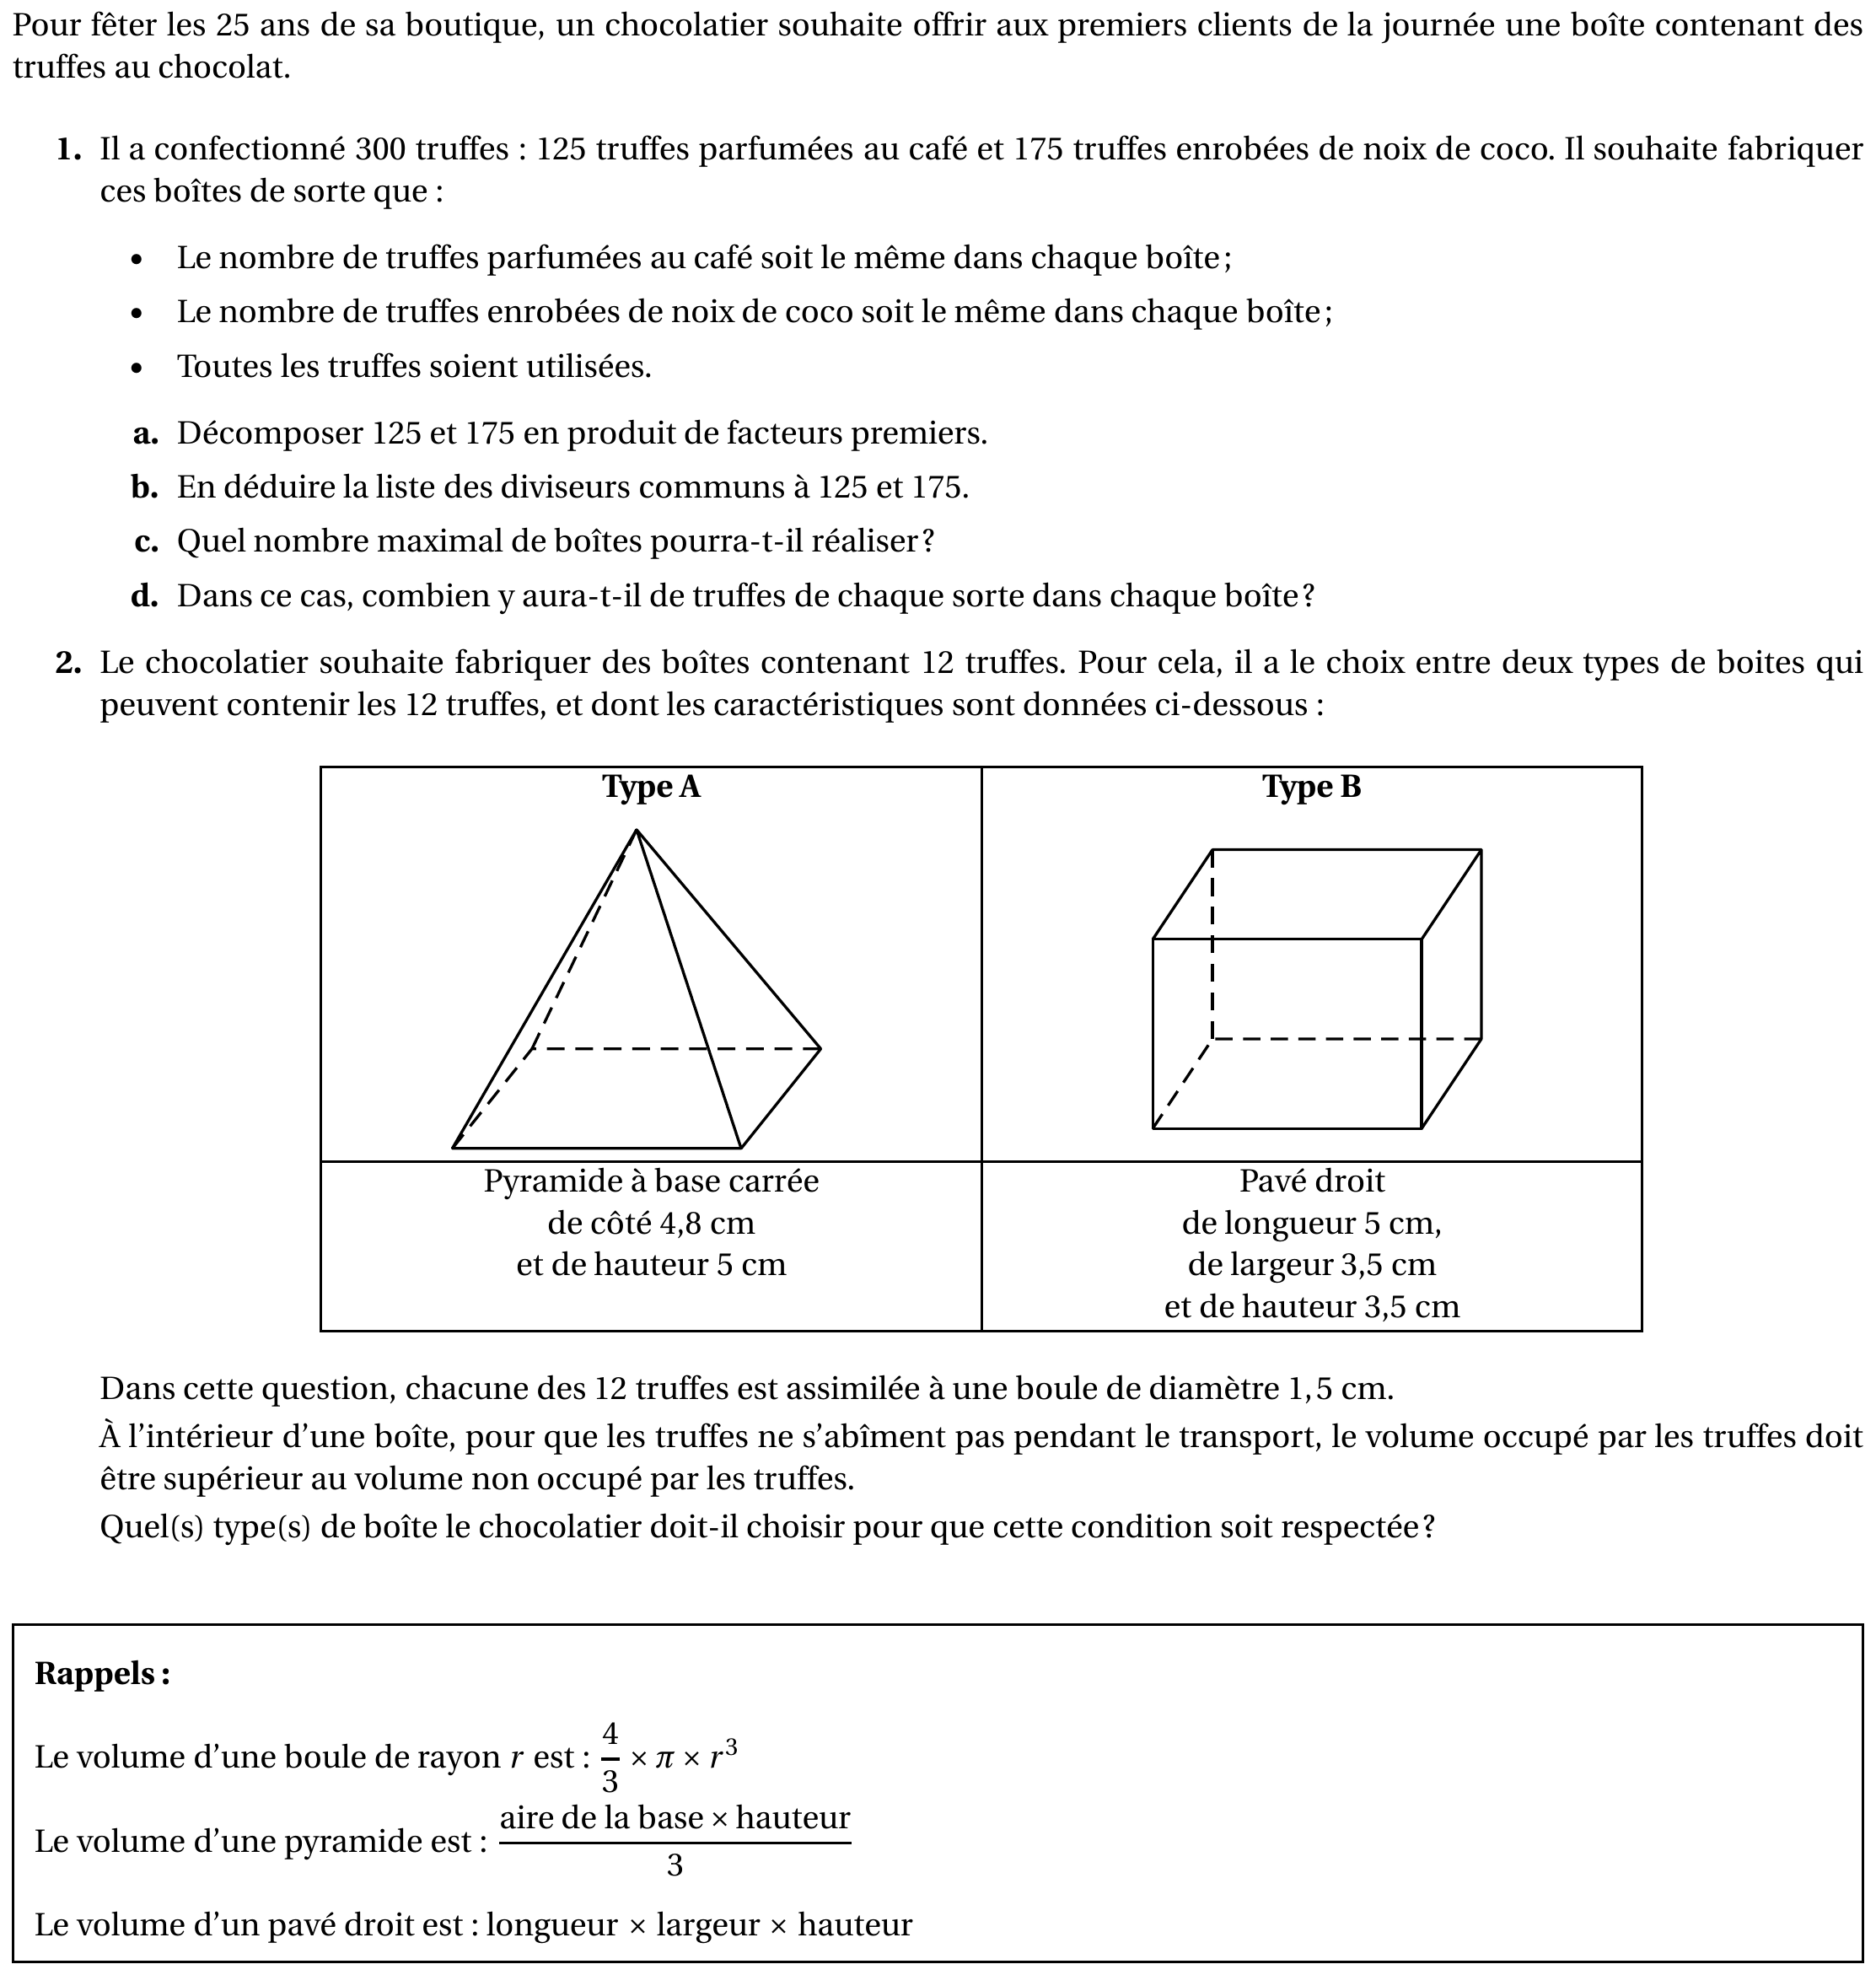 Pour fêter les 25 ans de sa boutique, un chocolatier souhaite offrir aux premiers clients de la journée une boîte contenant des
truffes au chocolat.
1. Il a confectionné 300 truffes : 125 truffes parfumées au café et 175 truffes enrobées de noix de coco. Il souhaite fabriquer
ces boîtes de sorte que :
• Le nombre de truffes parfumées au café soit le même dans chaque boîte ;
• Le nombre de truffes enrobées de noix de coco soit le même dans chaque boîte ;
• Toutes les truffes soient utilisées.
a. Décomposer 125 et 175 en produit de facteurs premiers.
b. En déduire la liste des diviseurs communs à 125 et 175.
c. Quel nombre maximal de boîtes pourra-t-il réaliser ?
d. Dans ce cas, combien y aura-t-il de truffes de chaque sorte dans chaque boîte ?
2. Le chocolatier souhaite fabriquer des boîtes contenant 12 truffes. Pour cela, il a le choix entre deux types de boites qui
peuvent contenir les 12 truffes, et dont les caractéristiques sont données ci-dessous :
Type A
Type B
Pyramide à base carrée
de côté 4,8 cm
et de hauteur 5 cm
Pavé droit
de longueur 5 cm,
de largeur 3,5 cm
et de hauteur 3,5 cm
Dans cette question, chacune des 12 truffes est assimilée à une boule de diamètre 1,5 cm.
À l'intérieur d'une boîte, pour que les truffes ne s'abîment pas pendant le transport, le volume occupé par les truffes doit
être supérieur au volume non occupé par les truffes.
Quel(s) type(s) de boîte le chocolatier doit-il choisir pour que cette condition soit respectée ?
Rappels :
Le volume d'une boule de rayon r est : 4/3 × π × r³
Le volume d'une pyramide est : aire de la base × hauteur / 3
Le volume d'un pavé droit est : longueur × largeur × hauteur